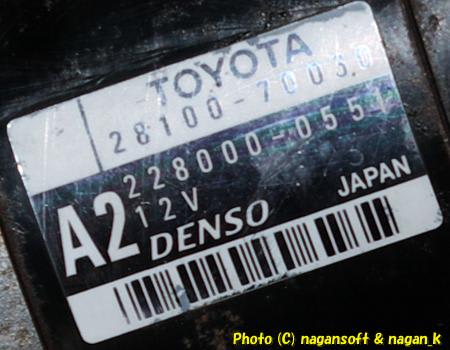 TOYOTA
28100-70030
228000-0551
A2
12V
DENSO
JAPAN
Photo (C) nagansoft & nagan_k